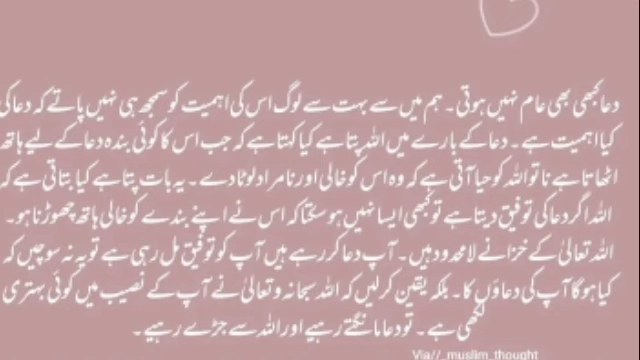 دعا کبھی بھی عام نہیں ہوتی۔ ہم میں سے بہت سے لوگ اس کی اہمیت کو سمجھ ہی نہیں پاتے کہ دعا کی
کیا اہمیت ہے۔ دعا کے بارے میں اللہ پتا ہے کیا کہتا ہے کہ جب اس کا کوئی بندہ دعا کے لیے ہاتھ
اٹھاتا ہے نا تو اللہ کو حیا آتی ہے کہ وہ اس کو خالی اور نامراد لوٹا دے۔ یہ بات پتا ہے کیا بتاتی ہے کہ
اللہ اگر دعا کی توفیق دیتا ہے تو کبھی ایسا نہیں ہو سکتا کہ اس نے اپنے بندے کو خالی ہاتھ چھوڑنا ہو۔
اللہ تعالیٰ کے خزانے لامحدود ہیں۔ آپ دعا کر رہے ہیں آپ کو توفیق مل رہی ہے تو یہ نہ سوچیں کہ
کیا ہو گا آپ کی دعاؤں کا۔ بلکہ یقین کر لیں کہ اللہ سبحانہ و تعالیٰ نے آپ کے نصیب میں کوئی بہتری
لکھی ہے۔ تو دعا مانگتے رہیے اور اللہ سے جڑے رہیے۔
Via//_muslim_thought